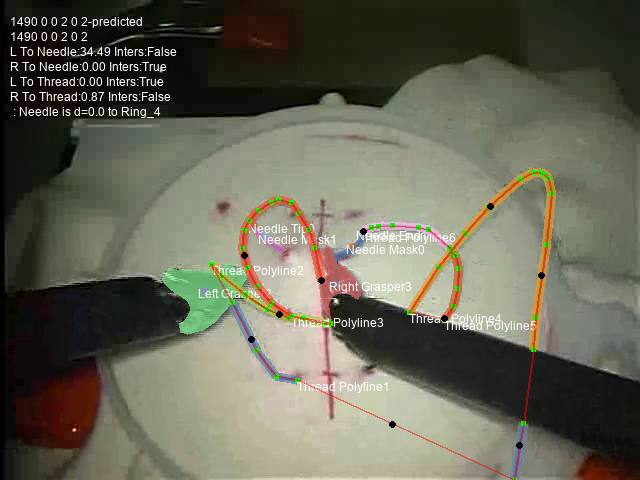 1490 0 0 2 0 2-predicted
1490 0 0 2 0 2
L To Needle:34.49 Inters:False
R To Needle:0.00 Inters:True
L To Thread:0.00 Inters:True
R To Thread:0.87 Inters:False
: Needle is d=0.0 to Ring_4
Needle Tip0
Needle Mask1
Thread Polyline6
Needle Mask0
Thread Polyline2
Right Grasper3
Left Grasper2
Thread Polyline3
Thread Polyline4
Thread Polyline5
Thread Polyline1